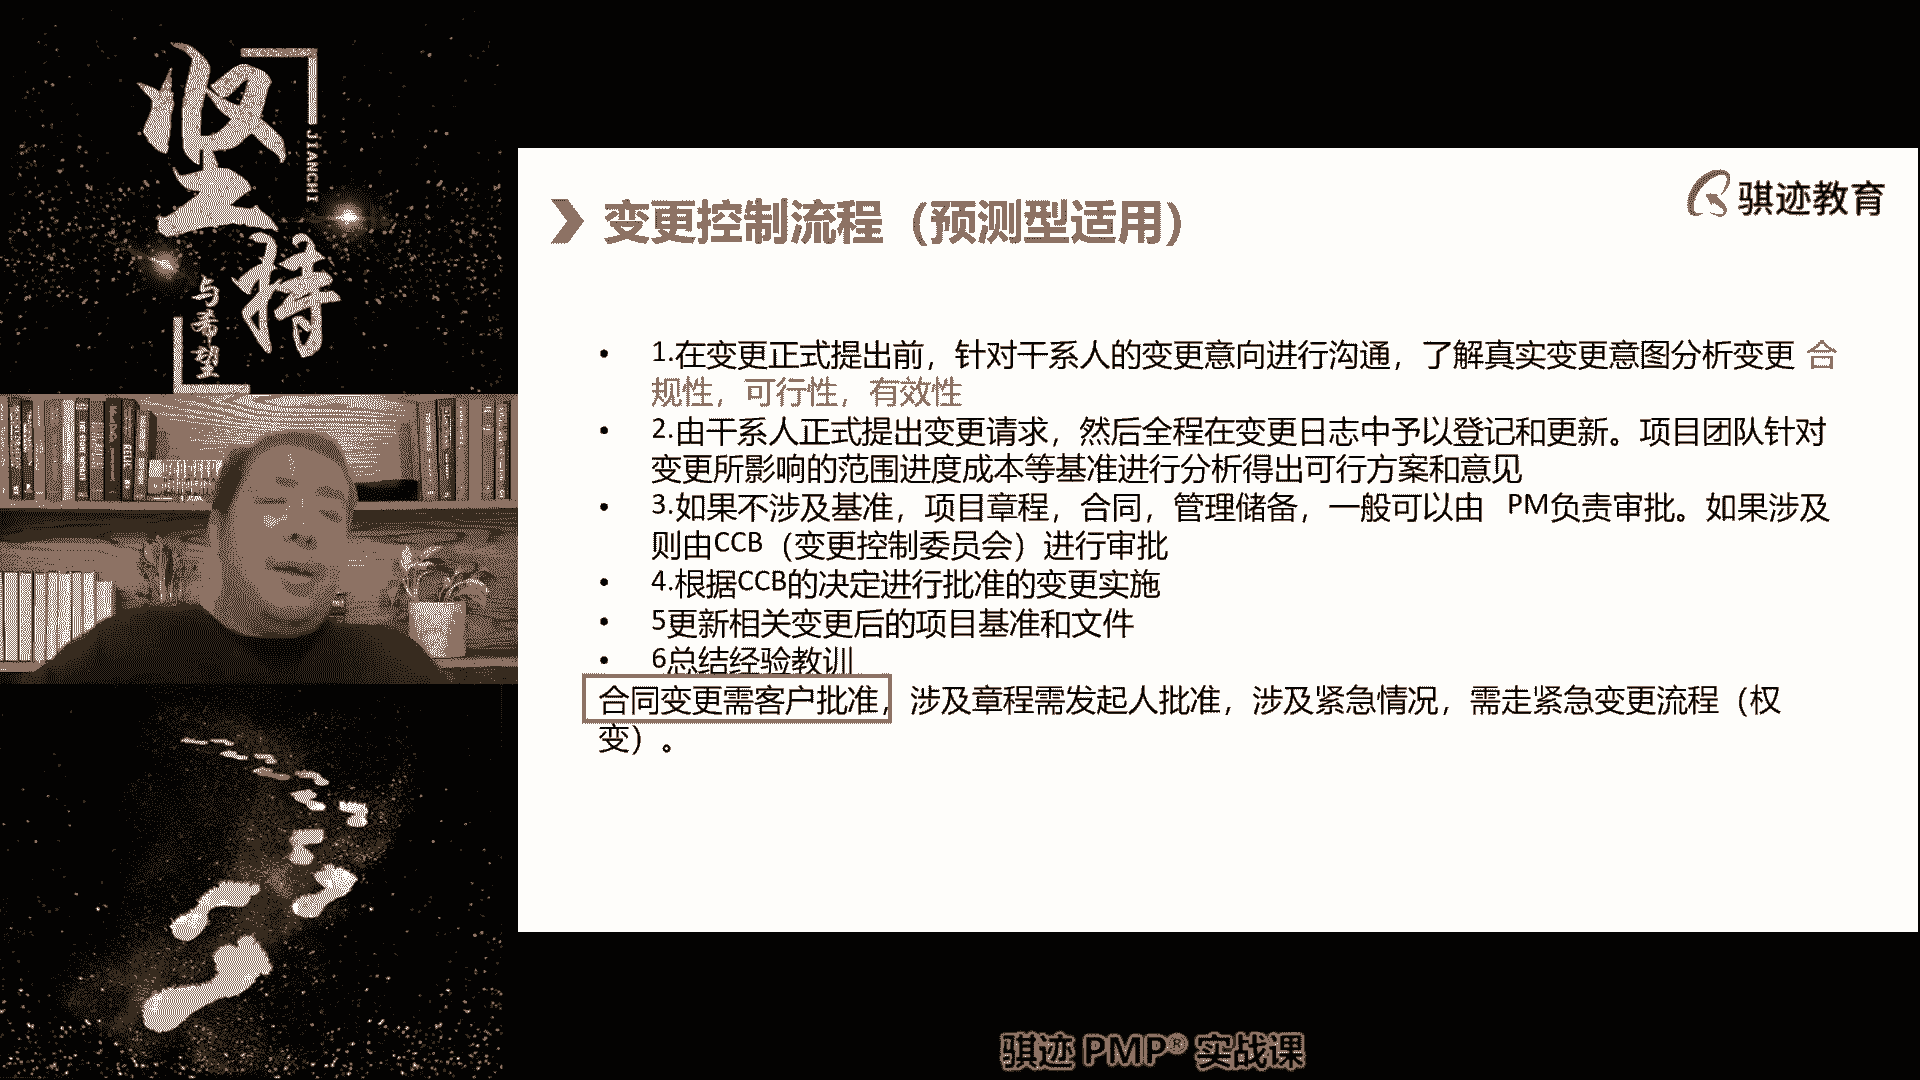 坚持
JIANCHI
与希望
骐迹教育
变更控制流程（预测型适用）
• 1.在变更正式提出前，针对干系人的变更意向进行沟通，了解真实变更意图分析变更 合
规性，可行性，有效性
• 2.由干系人正式提出变更请求，然后全程在变更日志中予以登记和更新。项目团队针对
变更所影响的范围进度成本等基准进行分析得出可行方案和意见
• 3.如果不涉及基准，项目章程，合同，管理储备，一般可以由 PM负责审批。如果涉及
则由CCB（变更控制委员会）进行审批
• 4.根据CCB的决定进行批准的变更实施
• 5更新相关变更后的项目基准和文件
• 6总结经验教训
合同变更需客户批准，涉及章程需发起人批准，涉及紧急情况，需走紧急变更流程（权
变）。
骐迹 PMP® 实战课